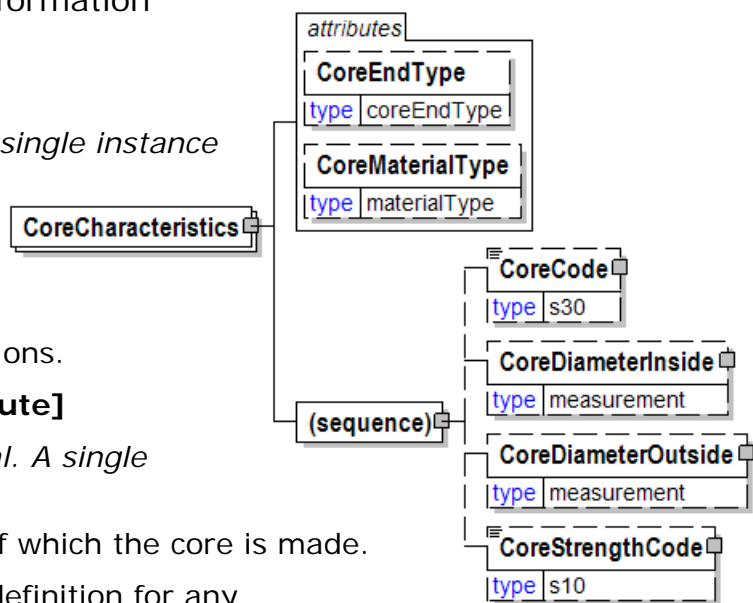 ormation
attributes
CoreEndType
type coreEndType
single instance
CoreMaterialType
type materialType
CoreCharacteristics
CoreCode
type s30
ons.
CoreDiameterInside
type measurement
ute]
(sequence)
l. A single
CoreDiameterOutside
type measurement
f which the core is made.
CoreStrengthCode
type s10
definition for any